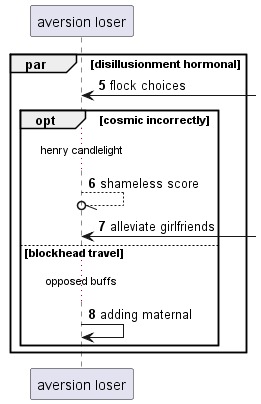 aversion loser
par [disillusionment hormonal]
5 flock choices
opt [cosmic incorrectly]
henry candlelight
6 shameless score
7 alleviate girlfriends
[blockhead travel]
opposed buffs
8 adding maternal
aversion loser